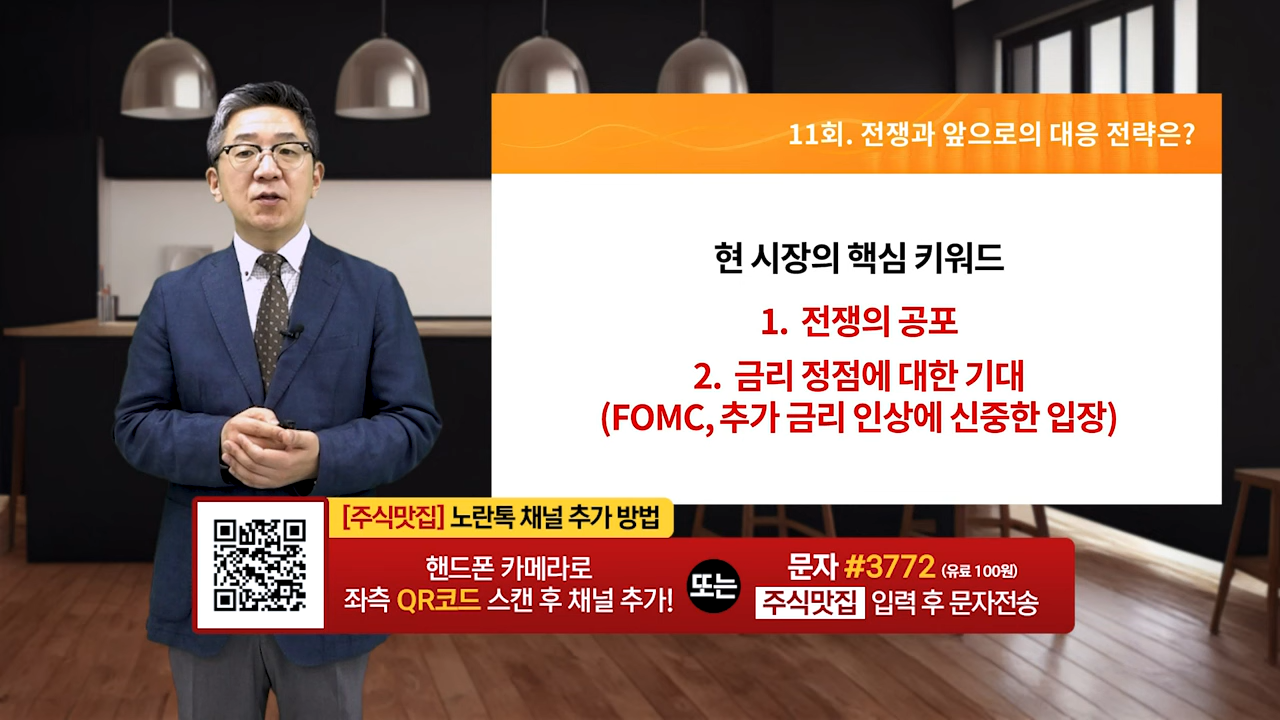 11회. 전쟁과 앞으로의 대응 전략은?
현 시장의 핵심 키워드
1. 전쟁의 공포
2. 금리 정점에 대한 기대
(FOMC, 추가 금리 인상에 신중한 입장)
[주식맛집] 노란톡 채널 추가 방법
핸드폰 카메라로
좌측 QR코드 스캔 후 채널 추가!
또는
문자 #3772 (유료 100원)
주식맛집 입력 후 문자전송